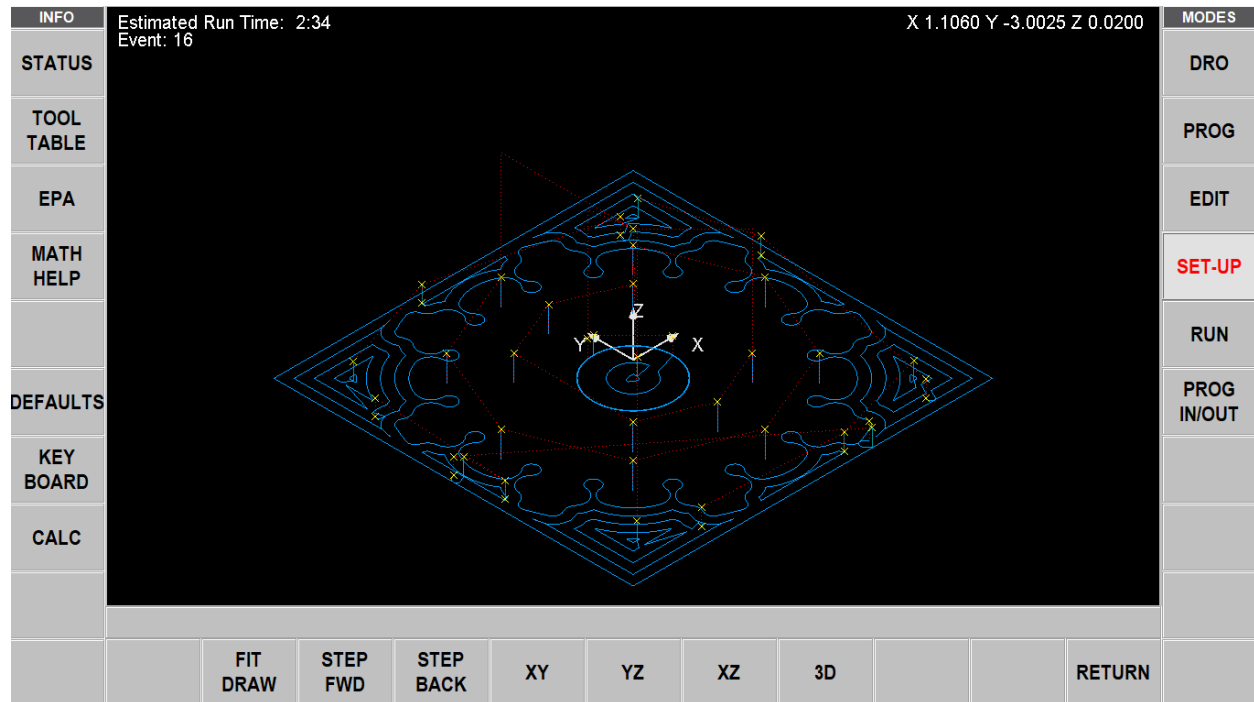 INFO
STATUS
TOOL
TABLE
EPA
MATH
HELP
DEFAULTS
KEY
BOARD
CALC
Estimated Run Time: 2:34
Event: 16
X 1.1060 Y -3.0025 Z 0.0200
Z
Y
X
FIT
DRAW
STEP
FWD
STEP
BACK
XY
YZ
XZ
3D
RETURN
MODES
DRO
PROG
EDIT
SET-UP
RUN
PROG
IN/OUT